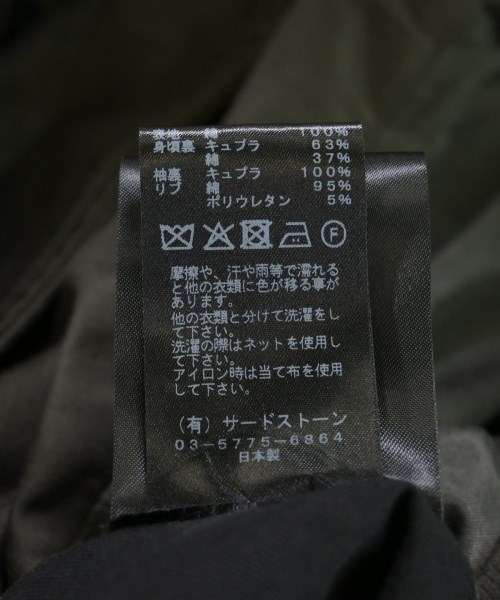 表地 綿 100%
身頃裏 キュプラ 63%
綿 37%
袖裏 キュプラ 100%
リブ 綿 95%
ポリウレタン 5%
F
摩擦や、汗や雨等で濡れる
と他の衣類に色が移る事が
あります。
他の衣類と分けて洗濯をし
て下さい。
洗濯の際はネットを使用し
て下さい。
アイロン時は当て布を使用
して下さい。
(有) サードストーン
03-5775-6864
日本製